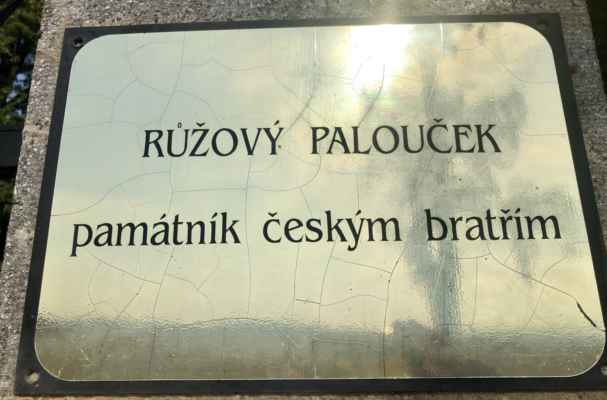 RŮŽOVÝ PALOUČEK
památník českým bratřím